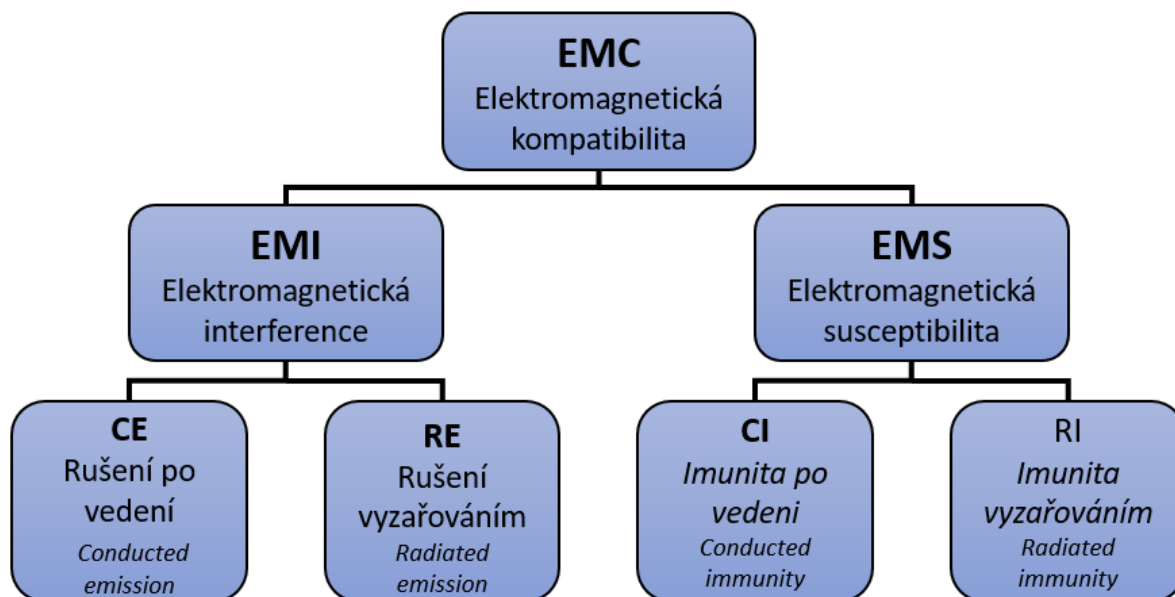 EMC
Elektromagnetická
kompatibilita
EMI
Elektromagnetická
interference
EMS
Elektromagnetická
susceptibilita
CE
Rušení po
vedení
Conducted
emission
RE
Rušení
vyzařováním
Radiated
emission
CI
Imunita po
vedeni
Conducted
immunity
RI
Imunita
vyzařováním
Radiated
immunity